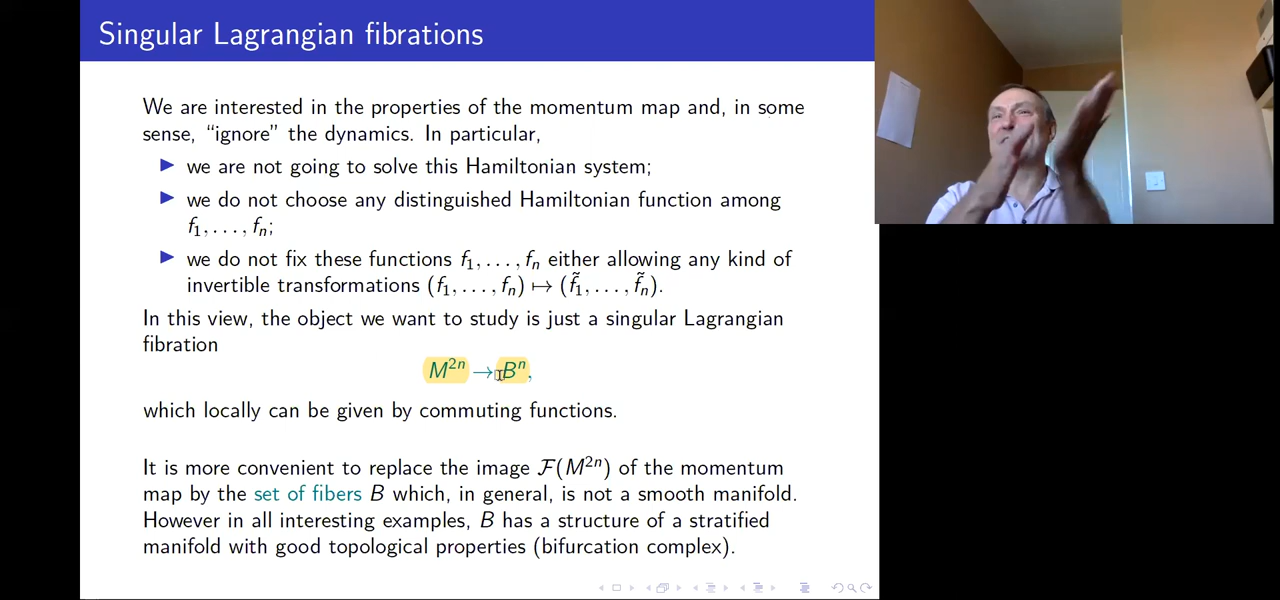 Singular Lagrangian fibrations
We are interested in the properties of the momentum map and, in some
sense, “ignore” the dynamics. In particular,
▶ we are not going to solve this Hamiltonian system;
▶ we do not choose any distinguished Hamiltonian function among
f₁, . . . , fₙ;
▶ we do not fix these functions f₁, . . . , fₙ either allowing any kind of
invertible transformations (f₁, . . . , fₙ) ↦ (f̃₁, . . . , f̃ₙ).
In this view, the object we want to study is just a singular Lagrangian
fibration
M²ⁿ → Bⁿ,
which locally can be given by commuting functions.
It is more convenient to replace the image ℱ(M²ⁿ) of the momentum
map by the set of fibers B which, in general, is not a smooth manifold.
However in all interesting examples, B has a structure of a stratified
manifold with good topological properties (bifurcation complex).